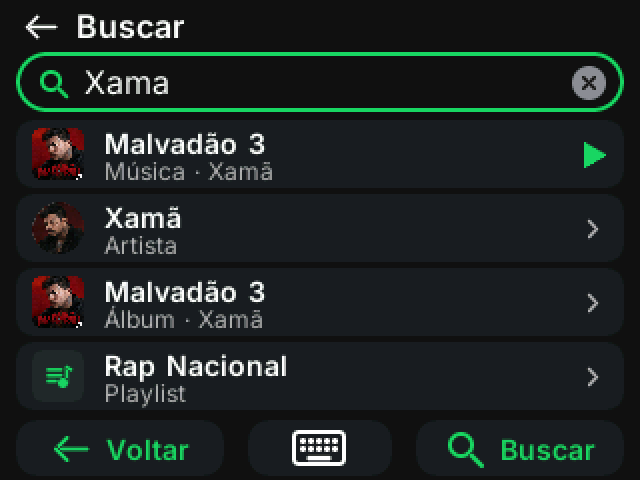 Buscar
Xama
Malvadão 3
Música · Xamã
Xamã
Artista
Malvadão 3
Álbum · Xamã
Rap Nacional
Playlist
Voltar
Buscar